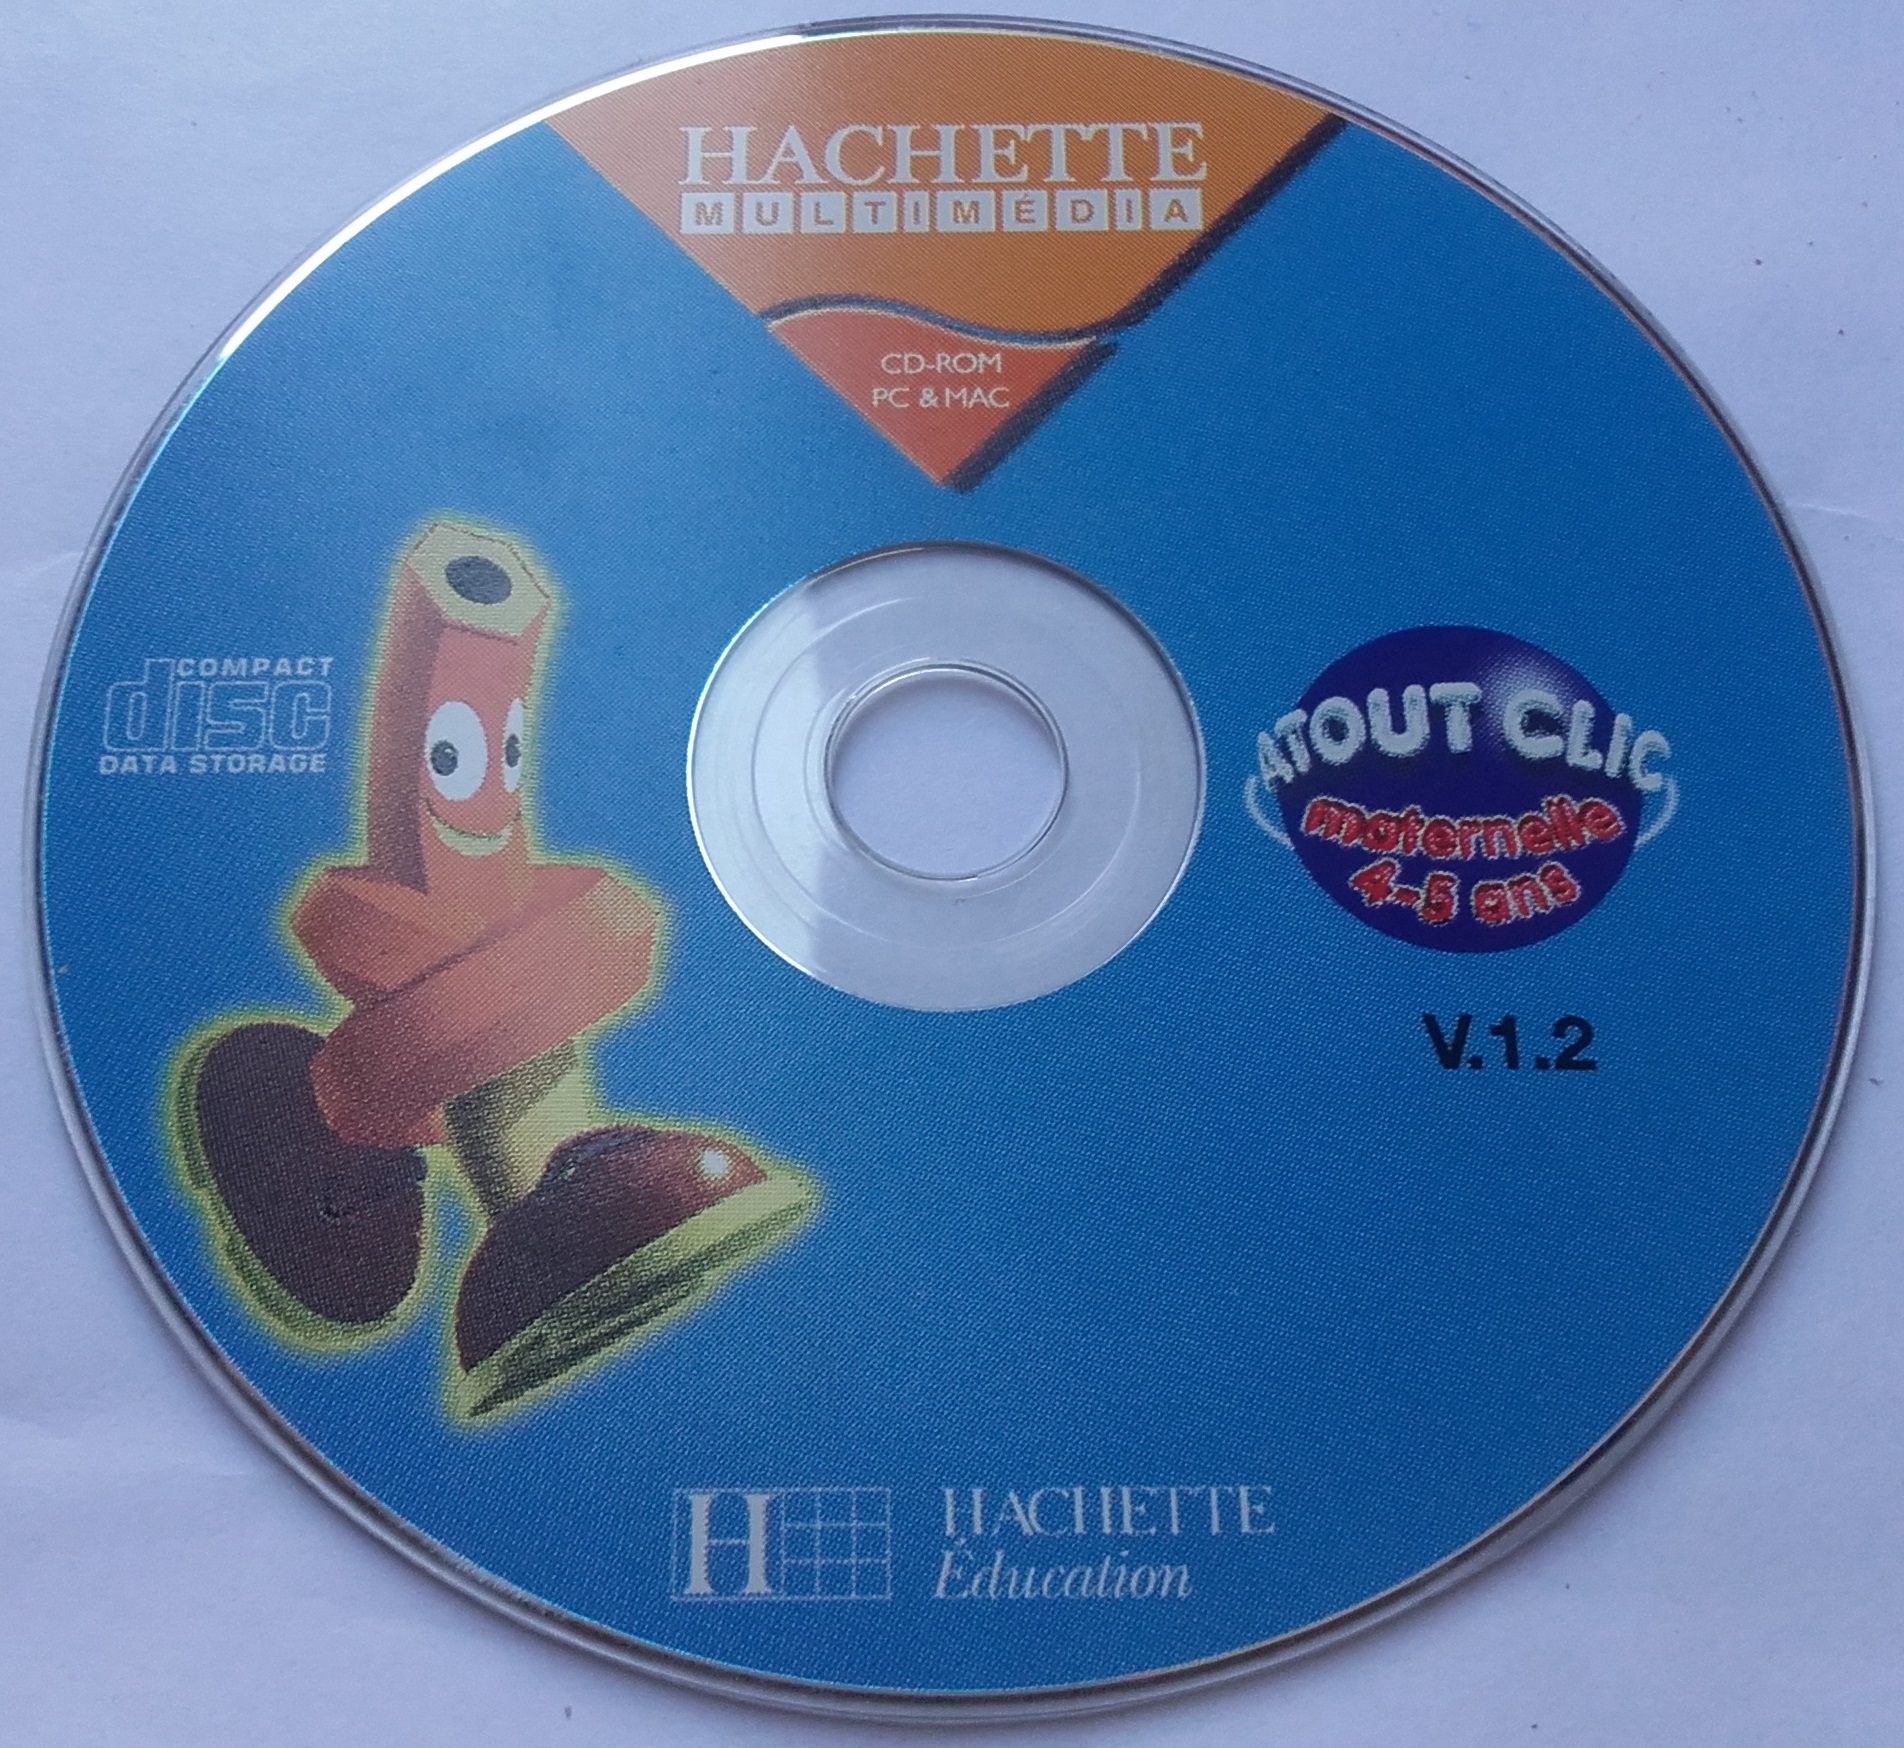 HACHETTE
MULTIMÉDIA
CD-ROM
PC & MAC
COMPACT
disc
DATA STORAGE
ATOUT CLIC
maternelle
4-5 ans
V.1.2
H
HACHETTE
Éducation